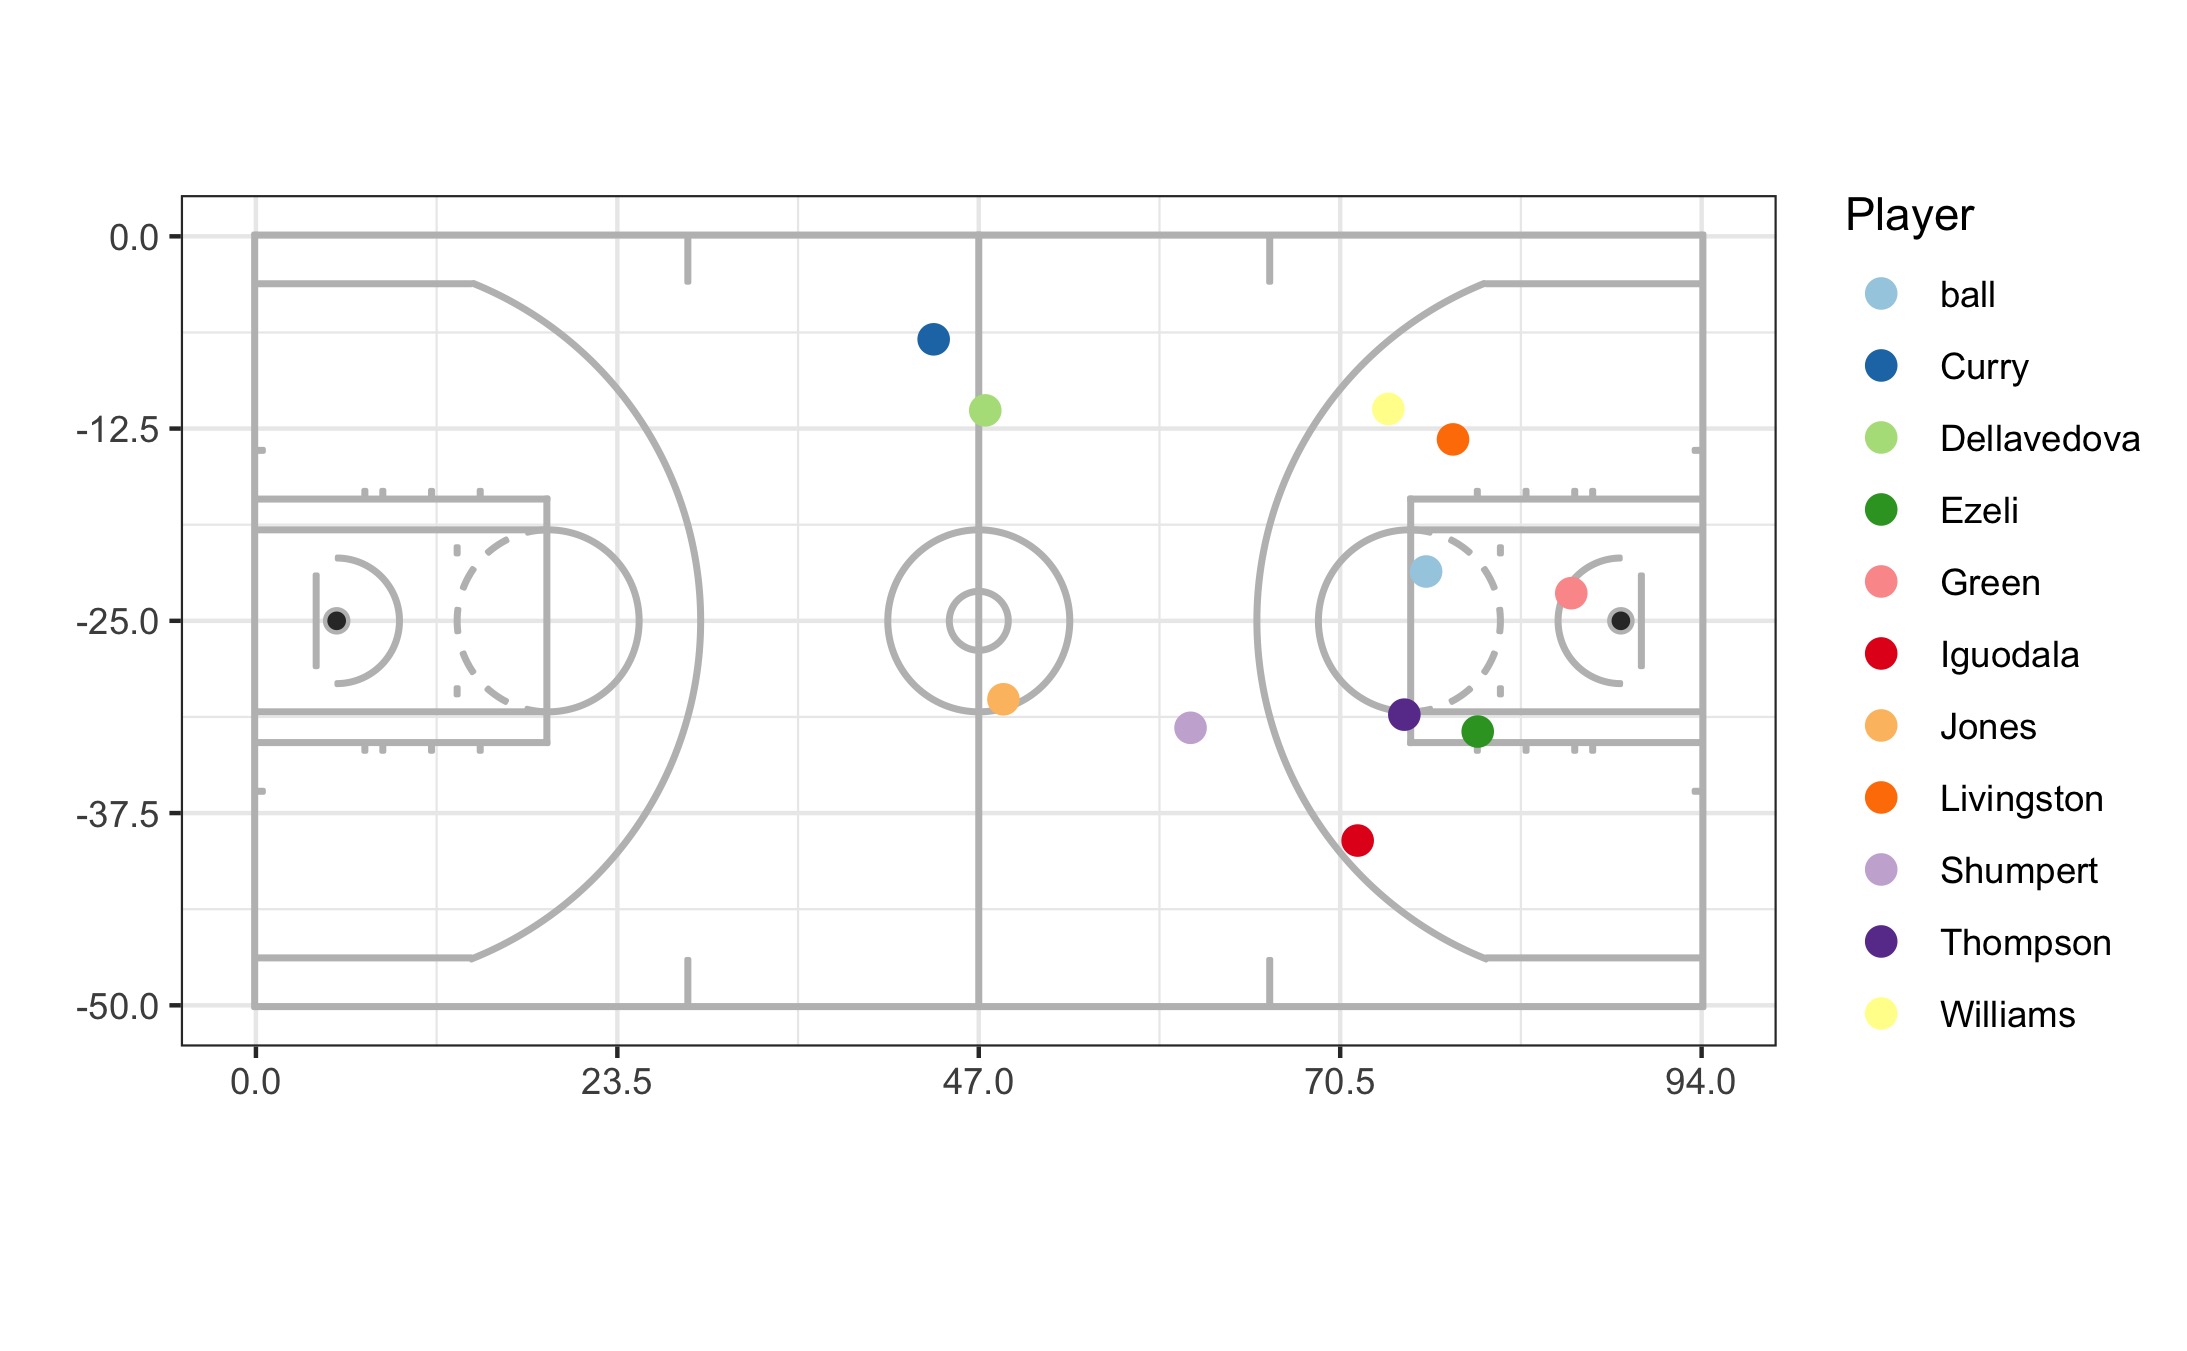 0.0
-12.5
-25.0
-37.5
-50.0
0.0 23.5 47.0 70.5 94.0
Player
ball
Curry
Dellavedova
Ezeli
Green
Iguodala
Jones
Livingston
Shumpert
Thompson
Williams